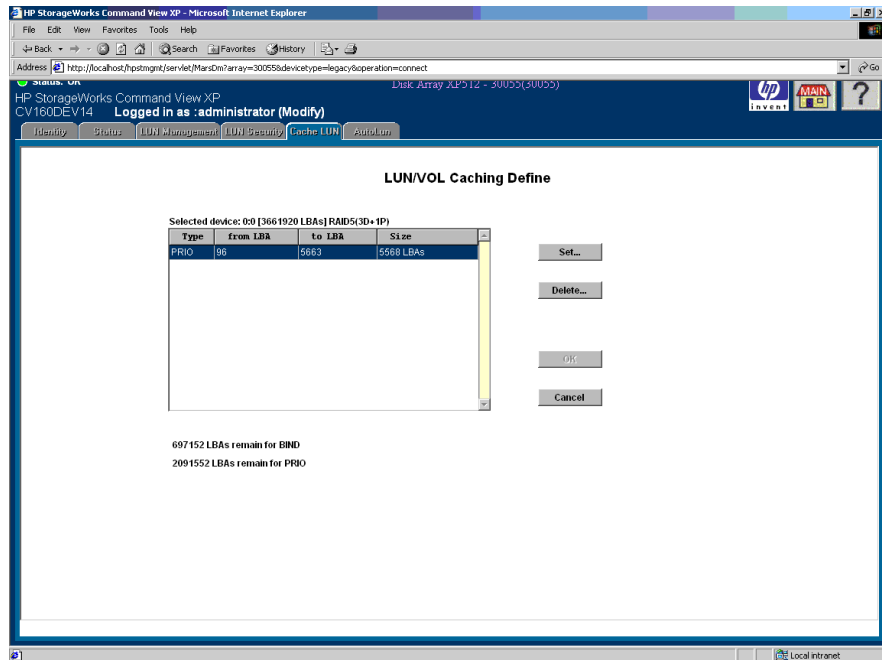 HP StorageWorks Command View XP - Microsoft Internet Explorer
File Edit View Favorites Tools Help
Back Search Favorites History
Address http://localhost/hpstmgmt/servlet/MarsDm?array=30055&devicetype=legacy&operation=connect Go
Status: OK Disk Array XP512 - 30055(30055)
HP StorageWorks Command View XP
CV160DEV14 Logged in as :administrator (Modify)
hp invent MAIN ?
Identity Status LUN Management LUN Security Cache LUN AutoLun
LUN/VOL Caching Define
Selected device: 0:0 [3661920 LBAs] RAID5(3D+1P)
Type from LBA to LBA Size
PRIO 96 5663 5568 LBAs
Set...
Delete...
OK
Cancel
697152 LBAs remain for BIND
2091552 LBAs remain for PRIO
Local intranet